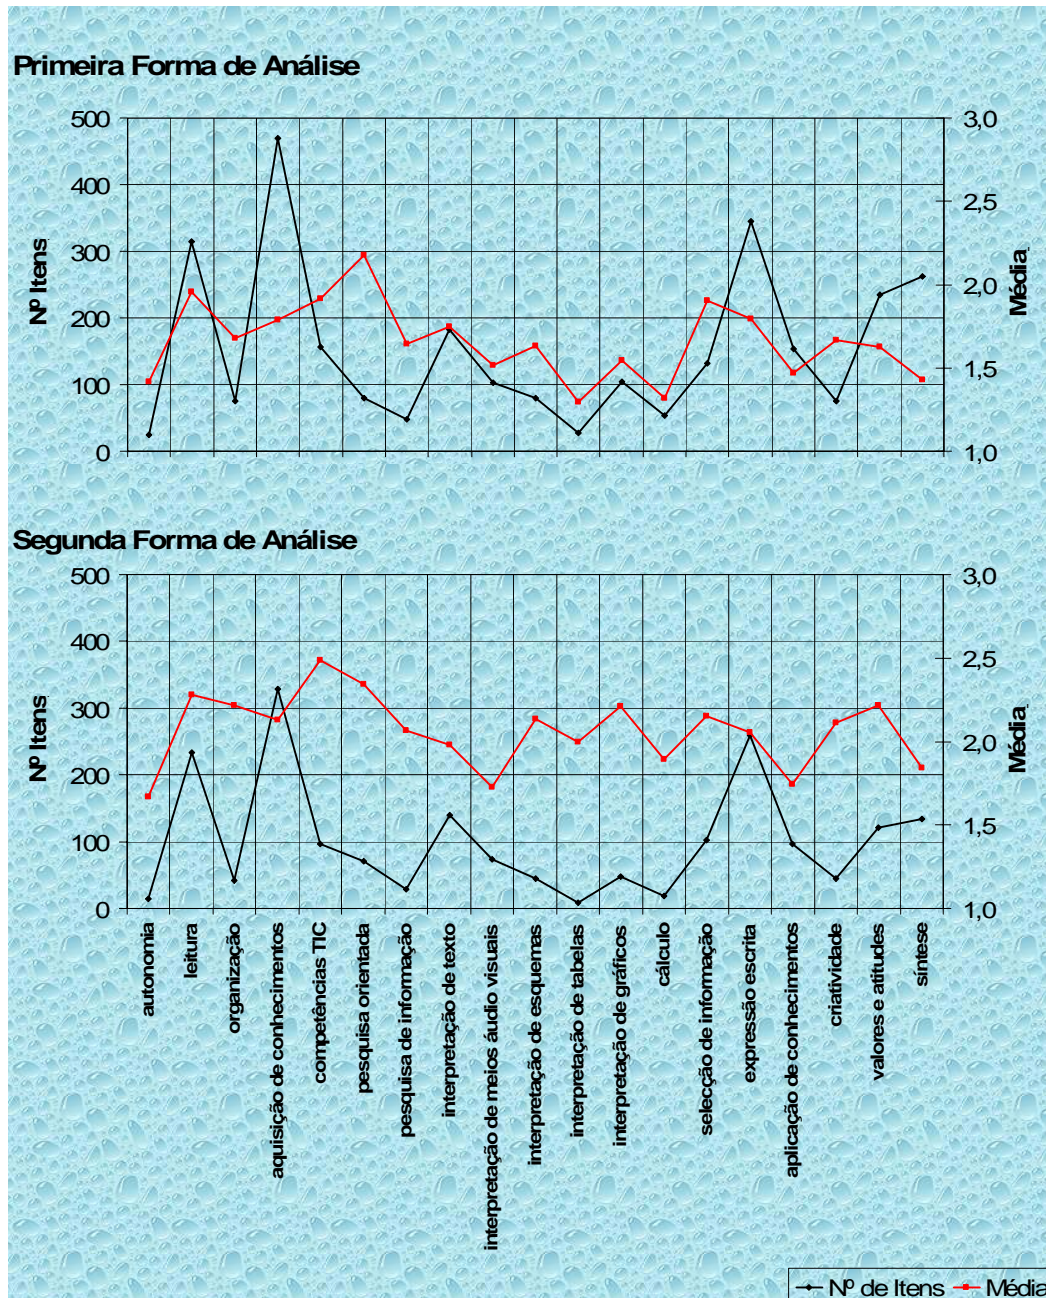 Primeira Forma de Análise
500
400
300
200
100
0
Nº Itens
3,0
2,5
2,0
1,5
1,0
Média
Segunda Forma de Análise
500
400
300
200
100
0
Nº Itens
3,0
2,5
2,0
1,5
1,0
Média
autonomia
leitura
organização
aquisição de conhecimentos
competências TIC
pesquisa orientada
pesquisa de informação
interpretação de texto
interpretação de meios áudio visuais
interpretação de esquemas
interpretação de tabelas
interpretação de gráficos
cálculo
selecção de informação
expressão escrita
aplicação de conhecimentos
criatividade
valores e atitudes
síntese
Nº de Itens
Média